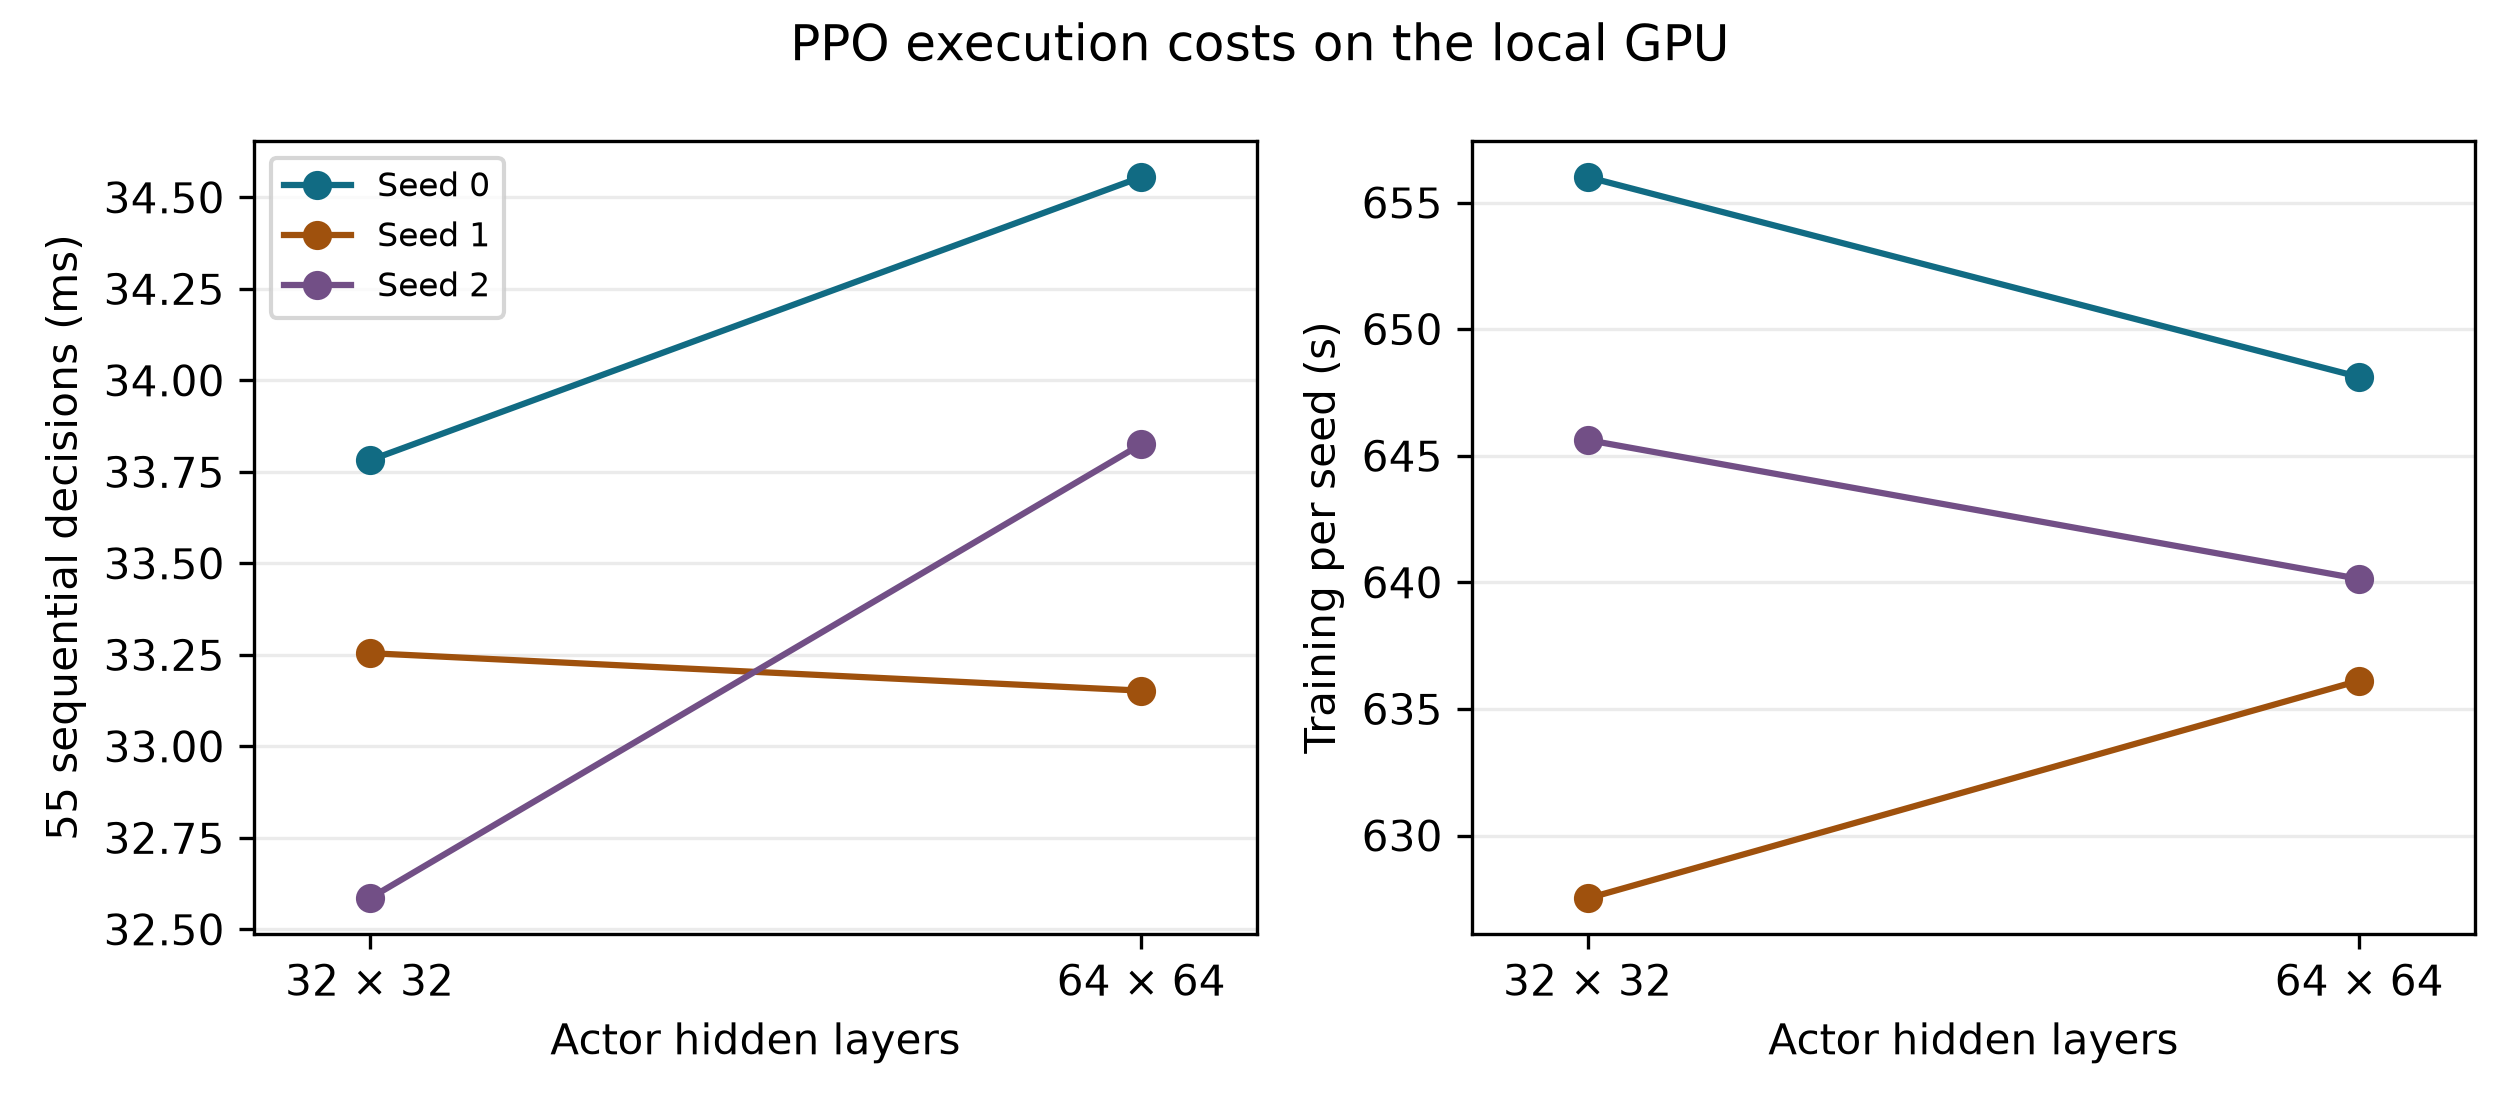 PPO execution costs on the local GPU
55 sequential decisions (ms)
34.50
34.25
34.00
33.75
33.50
33.25
33.00
32.75
32.50
Seed 0
Seed 1
Seed 2
32 × 32
64 × 64
Actor hidden layers
Training per seed (s)
655
650
645
640
635
630
32 × 32
64 × 64
Actor hidden layers